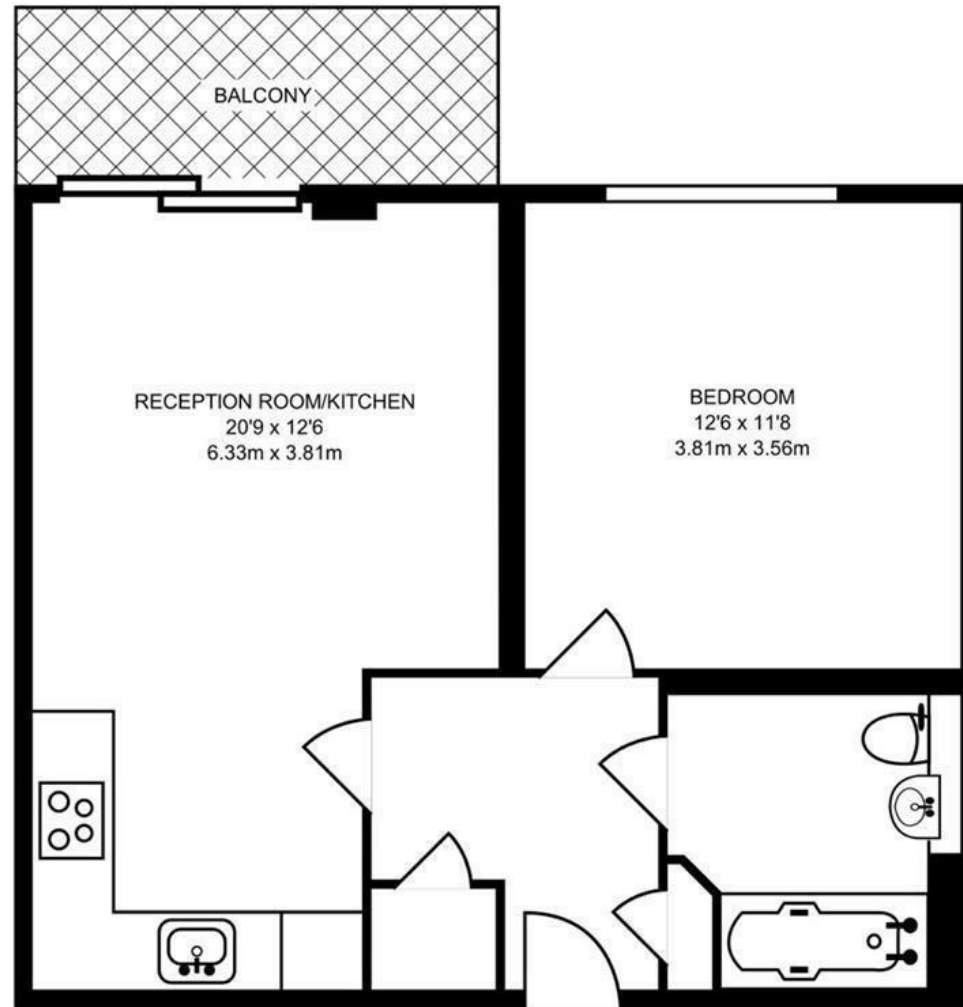 BALCONY
RECEPTION ROOM/KITCHEN
20'9 x 12'6
6.33m x 3.81m
BEDROOM
12'6 x 11'8
3.81m x 3.56m